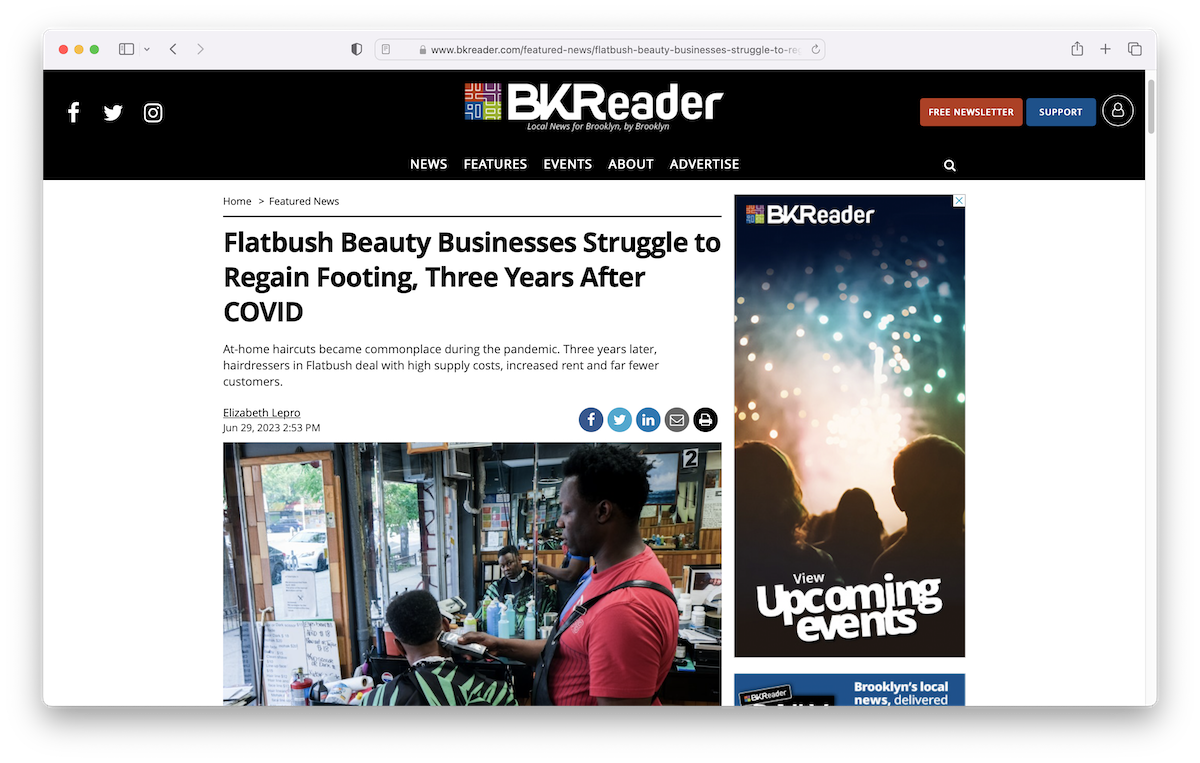 www.bkreader.com/featured-news/flatbush-beauty-businesses-struggle-to-re
BKReader
Local News for Brooklyn, by Brooklyn
FREE NEWSLETTER
SUPPORT
NEWS FEATURES EVENTS ABOUT ADVERTISE
Home > Featured News
Flatbush Beauty Businesses Struggle to
Regain Footing, Three Years After
COVID
At-home haircuts became commonplace during the pandemic. Three years later,
hairdressers in Flatbush deal with high supply costs, increased rent and far fewer
customers.
Elizabeth Lepro
Jun 29, 2023 2:53 PM
2
BKReader
View
Upcoming
events
BKReader
Brooklyn's local
news, delivered